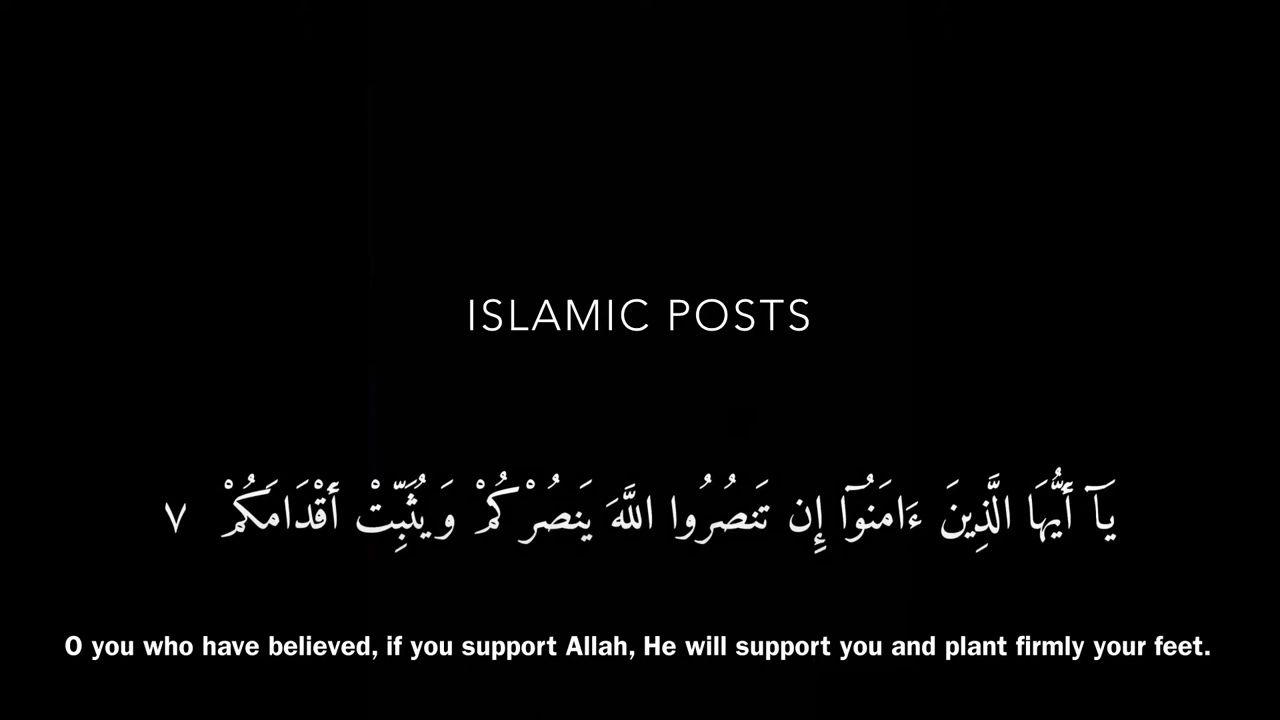 ISLAMIC POSTS
يَآ أَيُّهَا الَّذِينَ ءَامَنُوٓا إِن تَنصُرُوا اللَّهَ يَنصُرْكُمْ وَيُثَبِّتْ أَقْدَامَكُمْ ٧
O you who have believed, if you support Allah, He will support you and plant firmly your feet.